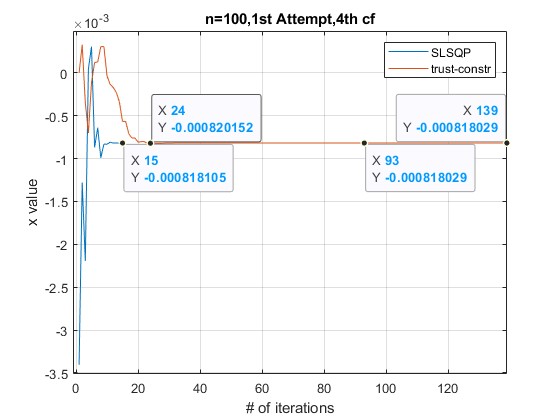 n=100,1st Attempt,4th cf
×10⁻³
0
-0.5
-1
-1.5
-2
-2.5
-3
-3.5
x value
SLSQP
trust-constr
X 24
Y -0.000820152
X 139
Y -0.000818029
X 15
Y -0.000818105
X 93
Y -0.000818029
0 20 40 60 80 100 120
# of iterations